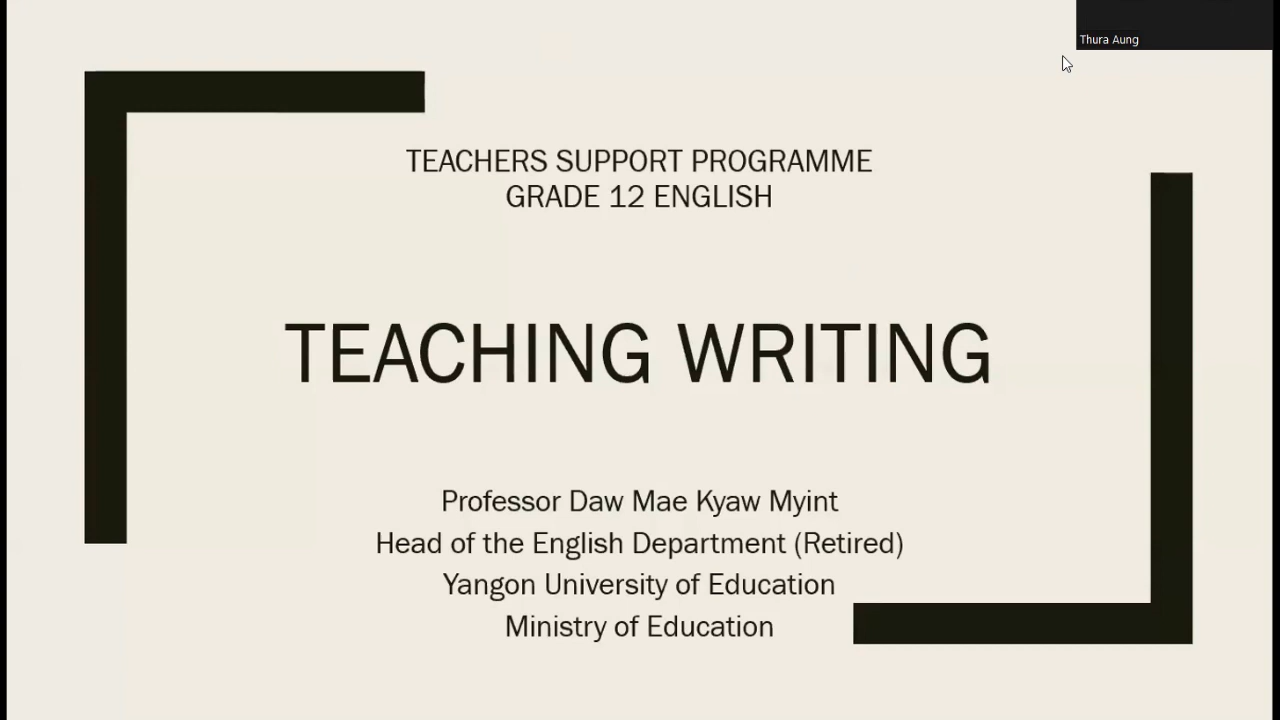 Thura Aung
TEACHERS SUPPORT PROGRAMME
GRADE 12 ENGLISH
TEACHING WRITING
Professor Daw Mae Kyaw Myint
Head of the English Department (Retired)
Yangon University of Education
Ministry of Education